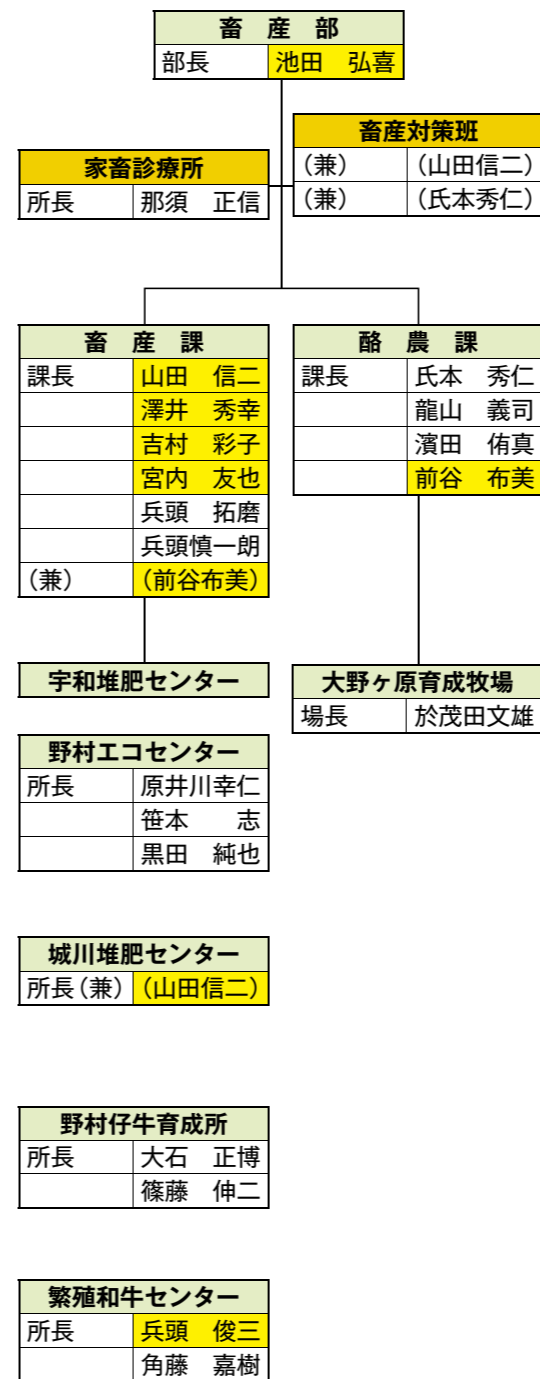 畜　産　部
部長　池田　弘喜
畜産対策班
（兼）　（山田信二）
（兼）　（氏本秀仁）
家畜診療所
所長　那須　正信
畜　産　課
課長　山田　信二
澤井　秀幸
吉村　彩子
宮内　友也
兵頭　拓磨
兵頭慎一朗
（兼）　（前谷布美）
酪　農　課
課長　氏本　秀仁
龍山　義司
濱田　侑真
前谷　布美
宇和堆肥センター
大野ヶ原育成牧場
場長　於茂田文雄
野村エコセンター
所長　原井川幸仁
笹本　　志
黒田　純也
城川堆肥センター
所長（兼）　（山田信二）
野村仔牛育成所
所長　大石　正博
篠藤　伸二
繁殖和牛センター
所長　兵頭　俊三
角藤　嘉樹